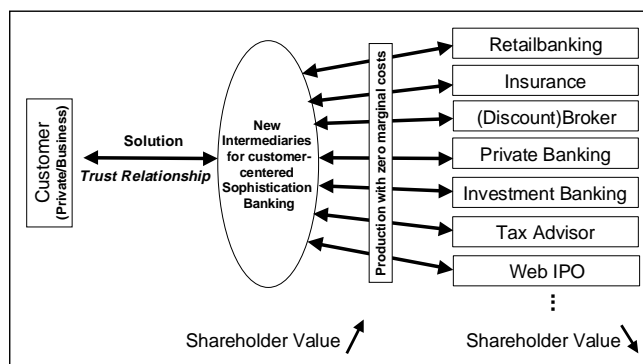 Customer
(Private/Business)
Solution
Trust Relationship
New
Intermediaries
for customer-
centered
Sophistication
Banking
Production with zero marginal costs
Retailbanking
Insurance
(Discount)Broker
Private Banking
Investment Banking
Tax Advisor
Web IPO
...
Shareholder Value
Shareholder Value